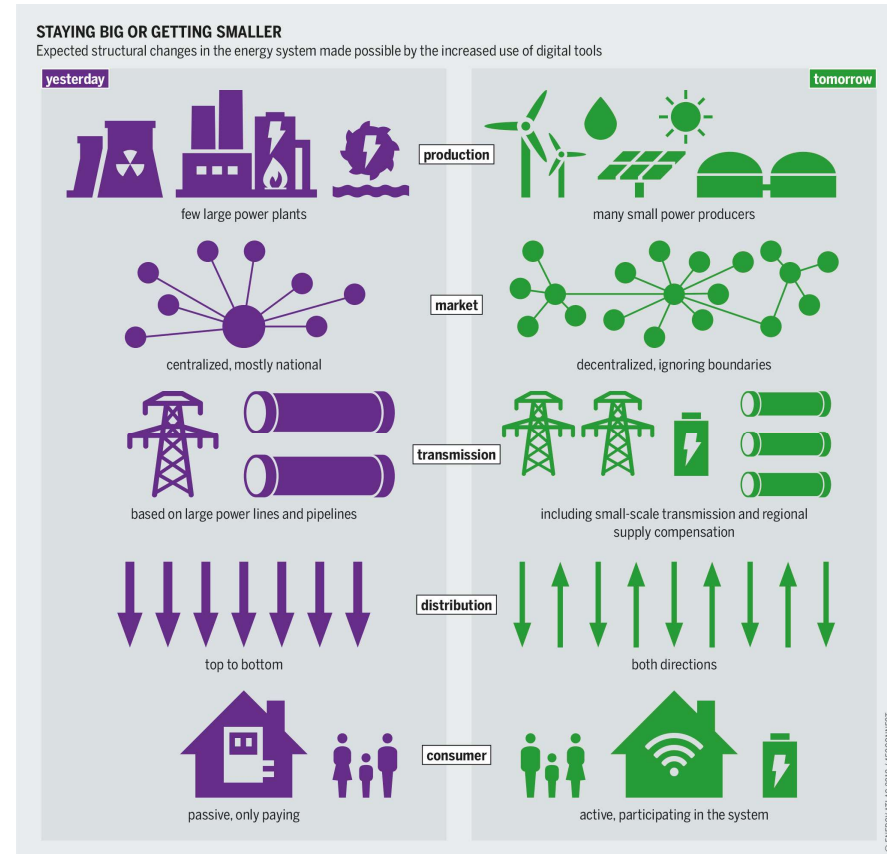 STAYING BIG OR GETTING SMALLER
Expected structural changes in the energy system made possible by the increased use of digital tools
yesterday
tomorrow
production
few large power plants
many small power producers
market
centralized, mostly national
decentralized, ignoring boundaries
transmission
based on large power lines and pipelines
including small-scale transmission and regional
supply compensation
distribution
top to bottom
both directions
consumer
passive, only paying
active, participating in the system